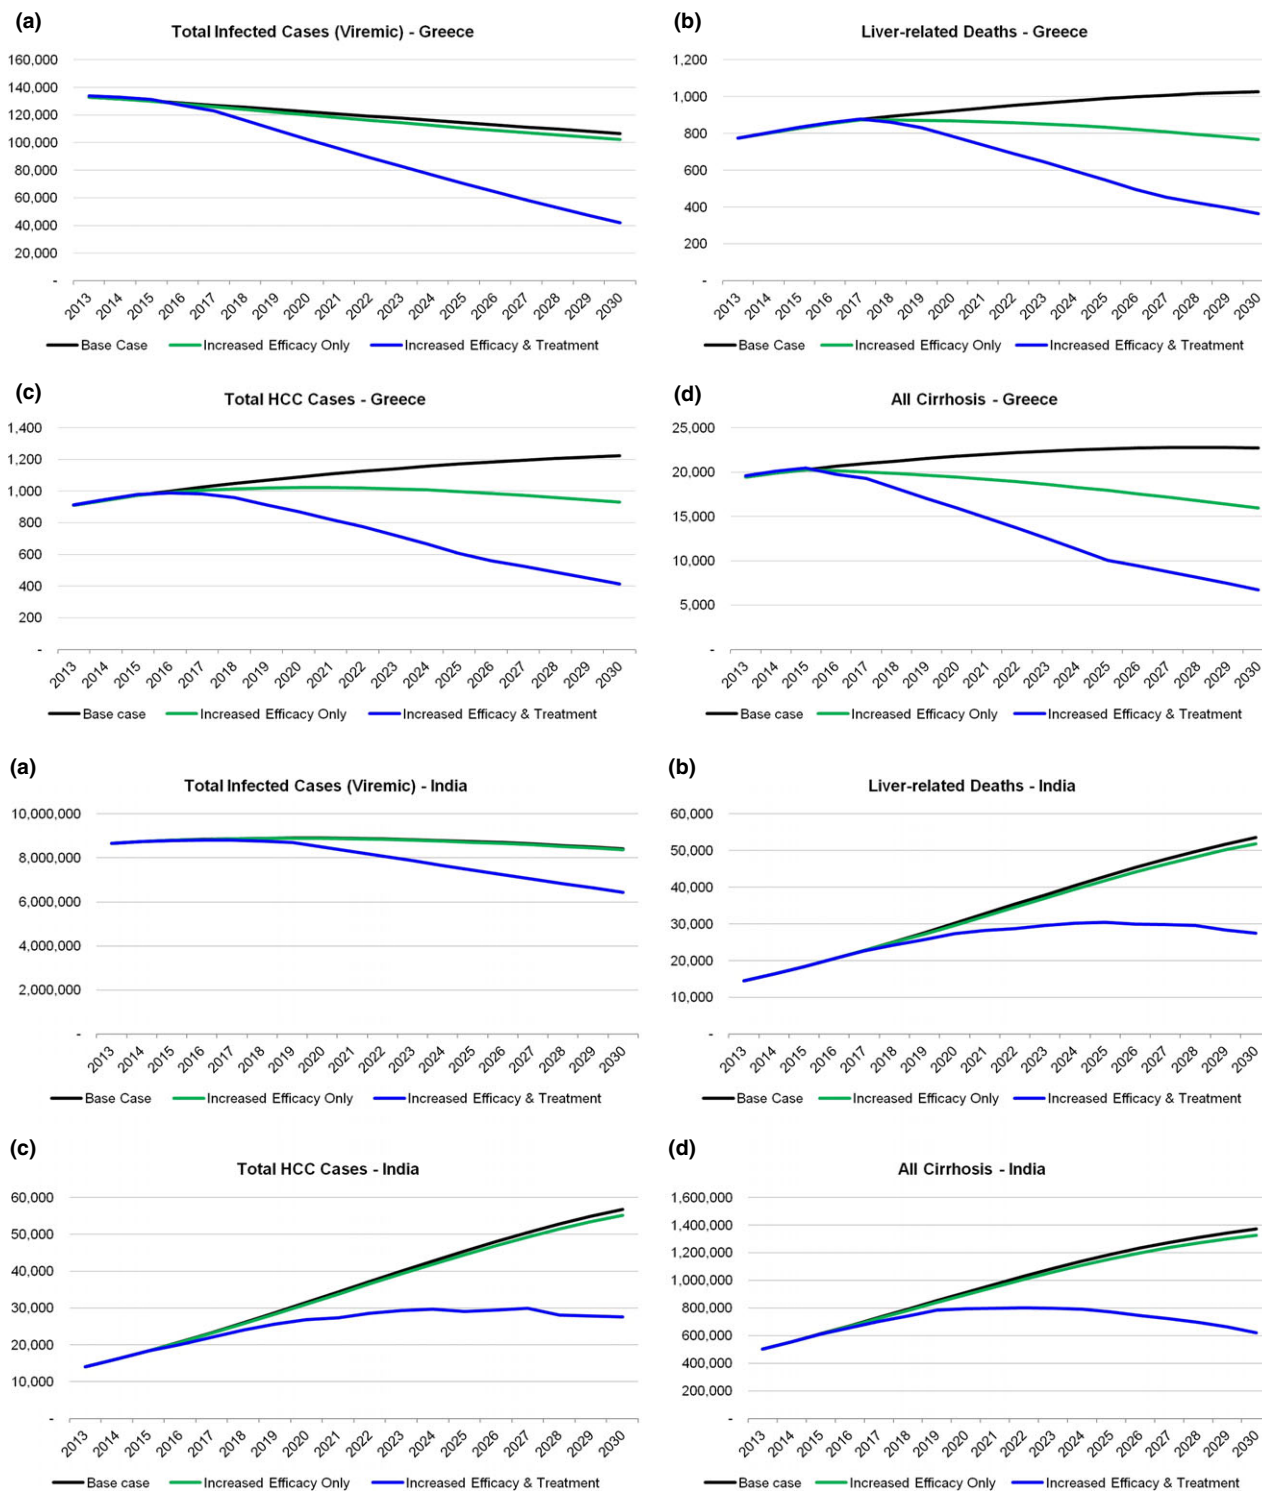 (a)
Total Infected Cases (Viremic) - Greece
160,000
140,000
120,000
100,000
80,000
60,000
40,000
20,000
-
2013 2014 2015 2016 2017 2018 2019 2020 2021 2022 2023 2024 2025 2026 2027 2028 2029 2030
Base Case Increased Efficacy Only Increased Efficacy & Treatment
(b)
Liver-related Deaths - Greece
1,200
1,000
800
600
400
200
-
2013 2014 2015 2016 2017 2018 2019 2020 2021 2022 2023 2024 2025 2026 2027 2028 2029 2030
Base Case Increased Efficacy Only Increased Efficacy & Treatment
(c)
Total HCC Cases - Greece
1,400
1,200
1,000
800
600
400
200
-
2013 2014 2015 2016 2017 2018 2019 2020 2021 2022 2023 2024 2025 2026 2027 2028 2029 2030
Base case Increased Efficacy Only Increased Efficacy & Treatment
(d)
All Cirrhosis - Greece
25,000
20,000
15,000
10,000
5,000
-
2013 2014 2015 2016 2017 2018 2019 2020 2021 2022 2023 2024 2025 2026 2027 2028 2029 2030
Base case Increased Efficacy Only Increased Efficacy & Treatment
(a)
Total Infected Cases (Viremic) - India
10,000,000
8,000,000
6,000,000
4,000,000
2,000,000
-
2013 2014 2015 2016 2017 2018 2019 2020 2021 2022 2023 2024 2025 2026 2027 2028 2029 2030
Base Case Increased Efficacy Only Increased Efficacy & Treatment
(b)
Liver-related Deaths - India
60,000
50,000
40,000
30,000
20,000
10,000
-
2013 2014 2015 2016 2017 2018 2019 2020 2021 2022 2023 2024 2025 2026 2027 2028 2029 2030
Base Case Increased Efficacy Only Increased Efficacy & Treatment
(c)
Total HCC Cases - India
60,000
50,000
40,000
30,000
20,000
10,000
-
2013 2014 2015 2016 2017 2018 2019 2020 2021 2022 2023 2024 2025 2026 2027 2028 2029 2030
Base case Increased Efficacy Only Increased Efficacy & Treatment
(d)
All Cirrhosis - India
1,600,000
1,400,000
1,200,000
1,000,000
800,000
600,000
400,000
200,000
-
2013 2014 2015 2016 2017 2018 2019 2020 2021 2022 2023 2024 2025 2026 2027 2028 2029 2030
Base case Increased Efficacy Only Increased Efficacy & Treatment